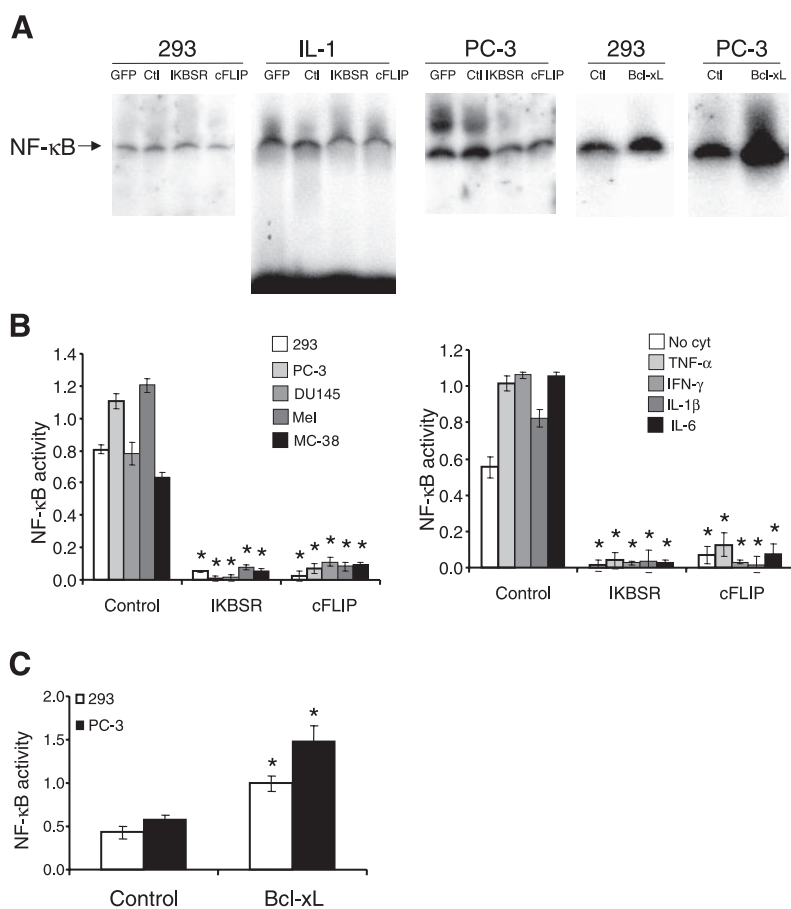 A
293 IL-1 PC-3 293 PC-3
GFP Ctl IKBSR cFLIP GFP Ctl IKBSR cFLIP GFP Ctl IKBSR cFLIP Ctl Bcl-xL Ctl Bcl-xL
NF-κB
B
293
PC-3
DU145
Mel
MC-38
NF-κB activity
1.4
1.2
1.0
0.8
0.6
0.4
0.2
0.0
* * * * * * * * * *
Control IKBSR cFLIP
No cyt
TNF-α
IFN-γ
IL-1β
IL-6
NF-κB activity
1.2
1.0
0.8
0.6
0.4
0.2
0.0
* * * * * * * * * *
Control IKBSR cFLIP
C
293
PC-3
NF-κB activity
2.0
1.5
1.0
0.5
0.0
* *
Control Bcl-xL